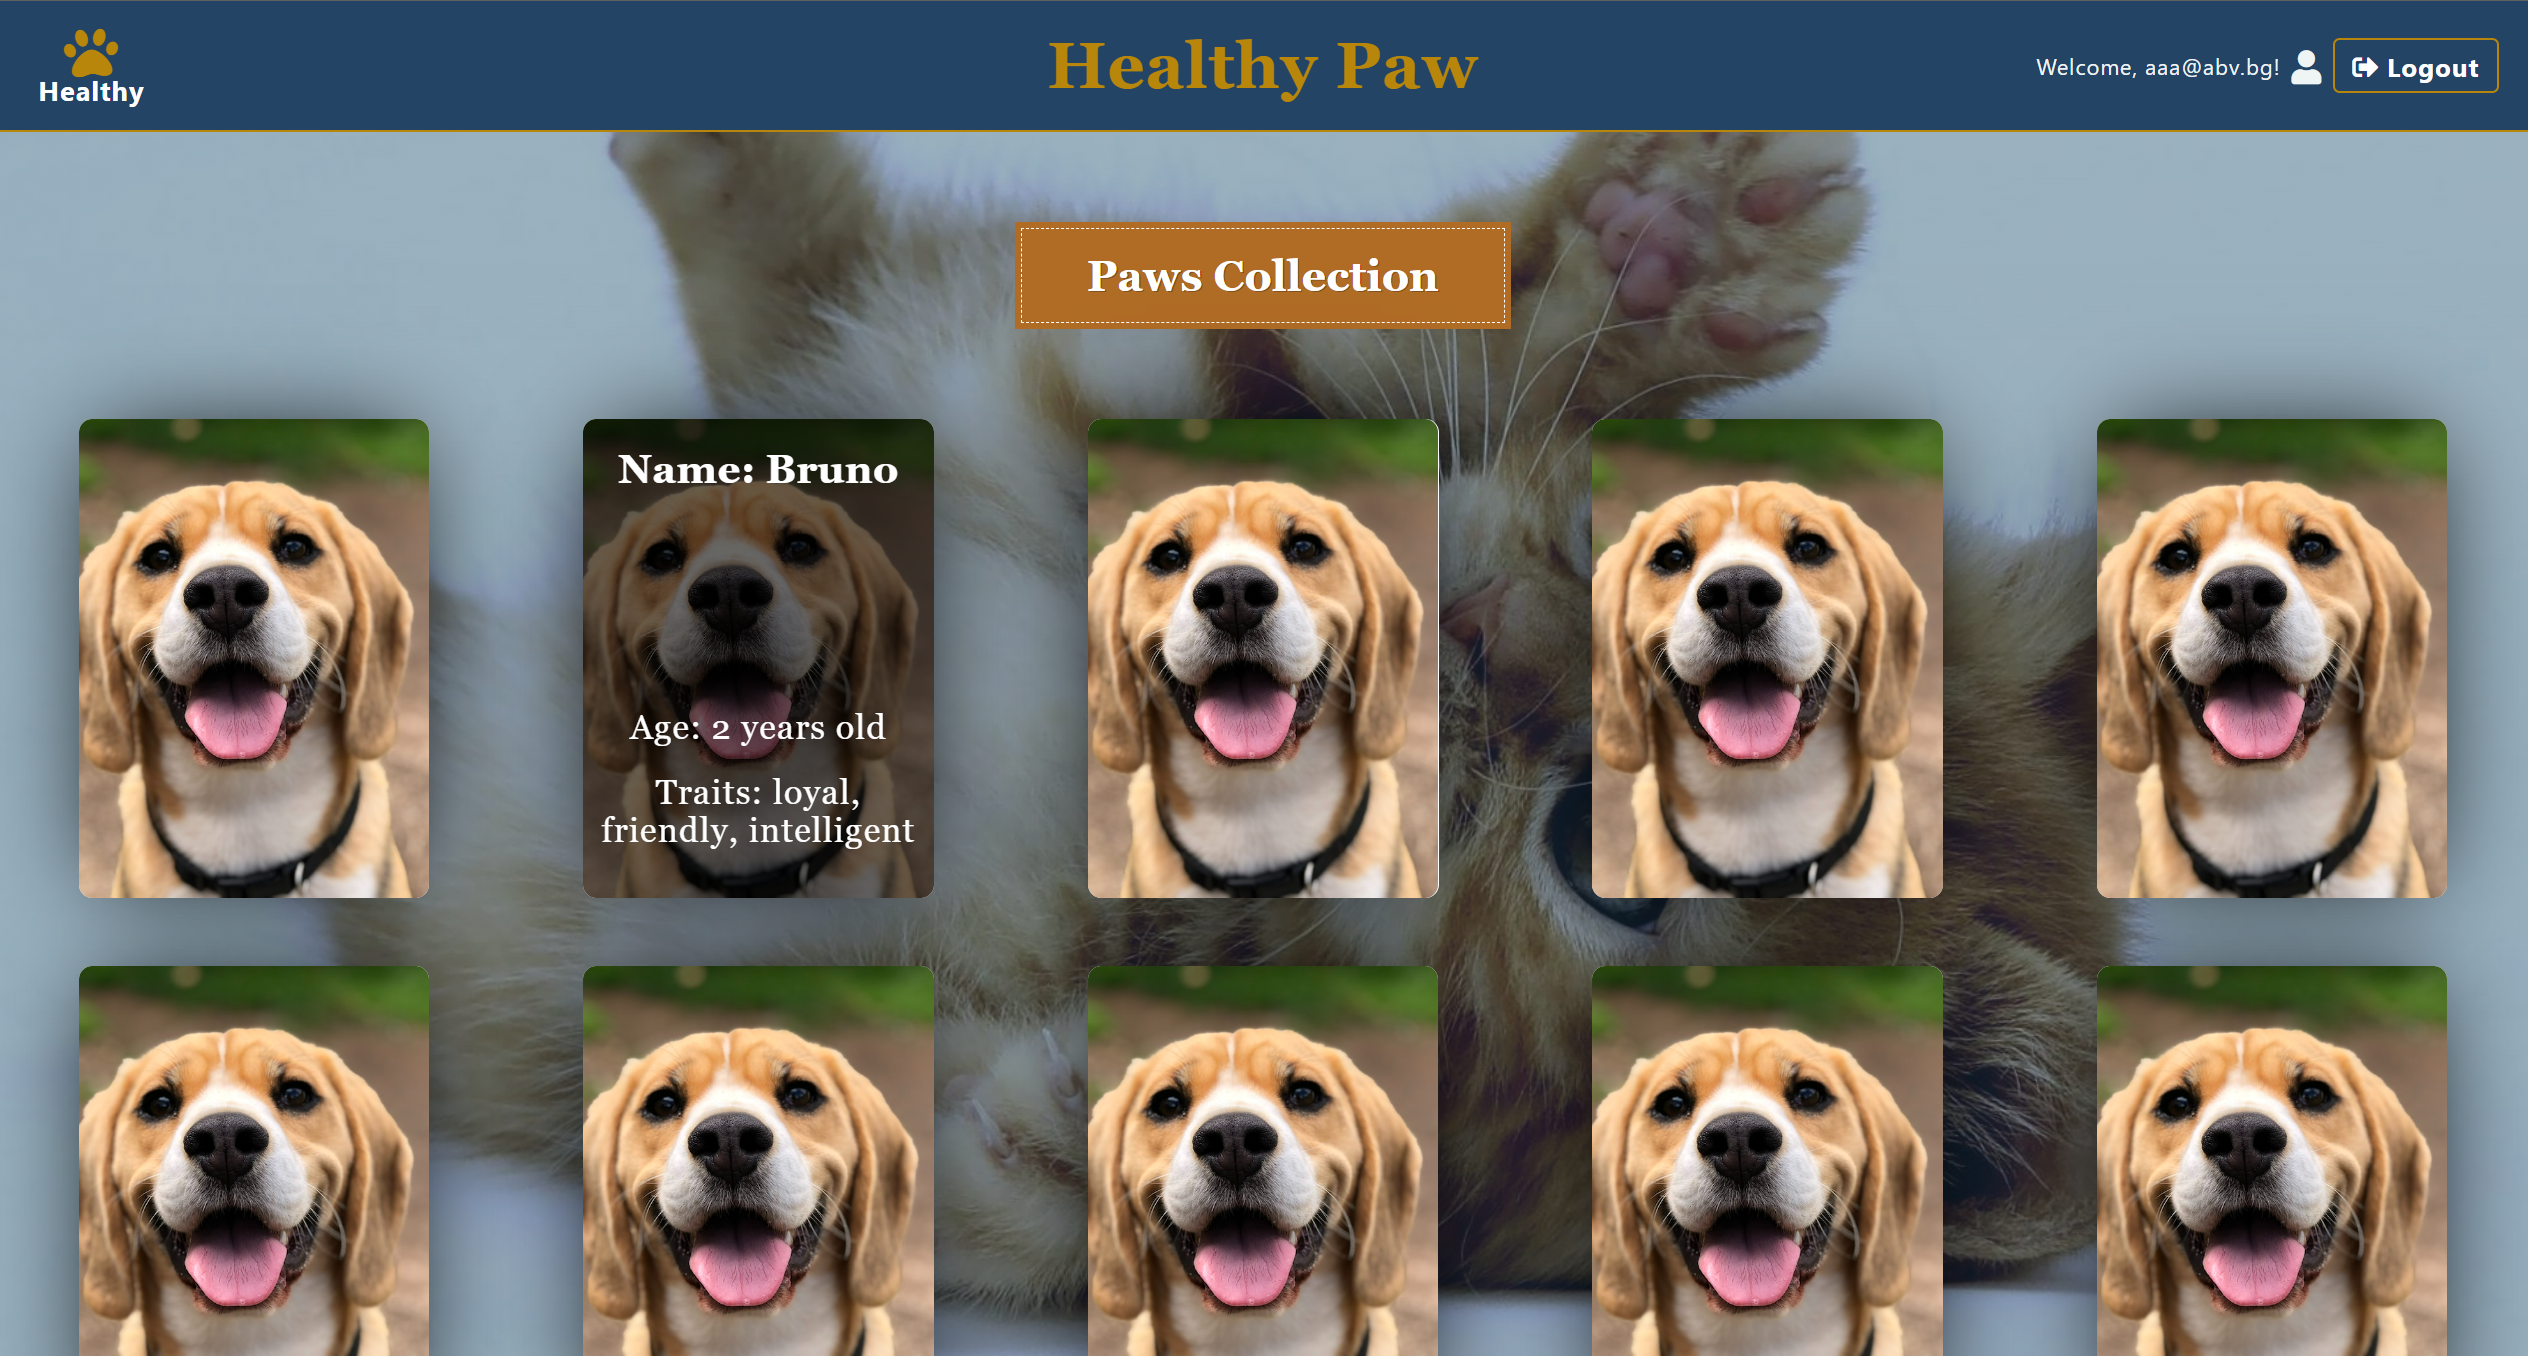 Healthy
Healthy Paw
Welcome, aaa@abv.bg!
Logout
Paws Collection
Name: Bruno
Age: 2 years old
Traits: loyal,
friendly, intelligent